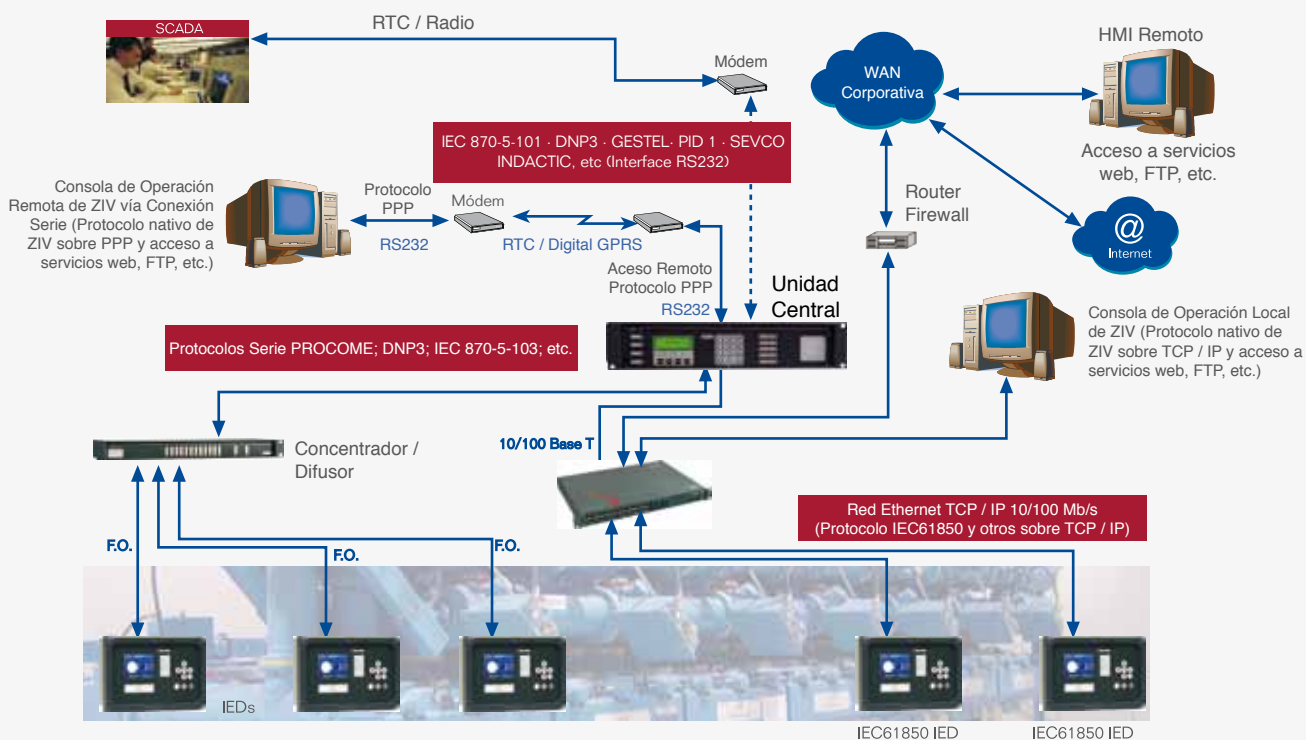 SCADA
RTC / Radio
Módem
WAN
Corporativa
HMI Remoto
Acceso a servicios
web, FTP, etc.
IEC 870-5-101 · DNP3 · GESTEL· PID 1 · SEVCO
INDACTIC, etc (Interface RS232)
Consola de Operación
Remota de ZIV vía Conexión
Serie (Protocolo nativo de
ZIV sobre PPP y acceso a
servicios web, FTP, etc.)
Protocolo
PPP
RS232
Módem
RTC / Digital GPRS
Router
Firewall
@
Internet
Aceso Remoto
Protocolo PPP
RS232
Unidad
Central
Consola de Operación Local
de ZIV (Protocolo nativo de
ZIV sobre TCP / IP y acceso a
servicios web, FTP, etc.)
Protocolos Serie PROCOME; DNP3; IEC 870-5-103; etc.
Concentrador /
Difusor
10/100 Base T
Red Ethernet TCP / IP 10/100 Mb/s
(Protocolo IEC61850 y otros sobre TCP / IP)
F.O.
F.O.
F.O.
IEDs
IEC61850 IED
IEC61850 IED